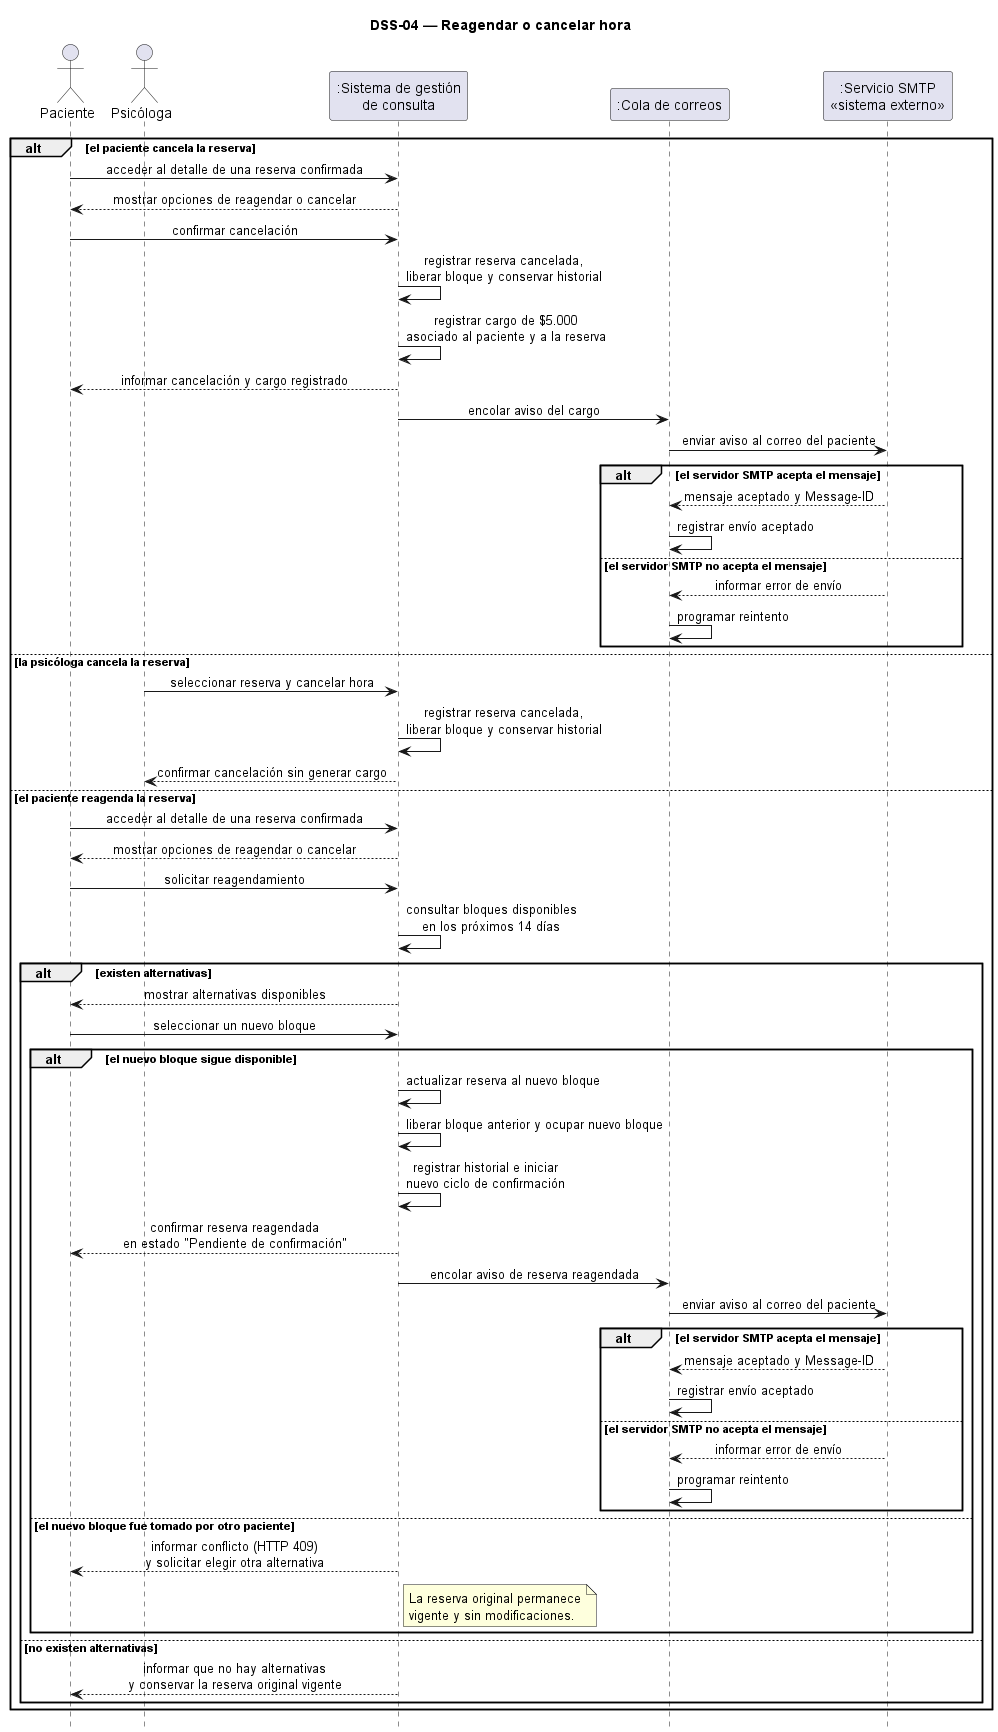 DSS-04 — Reagendar o cancelar hora
Paciente
Psicóloga
:Sistema de gestión
de consulta
:Cola de correos
:Servicio SMTP
«sistema externo»
alt
[el paciente cancela la reserva]
acceder al detalle de una reserva confirmada
mostrar opciones de reagendar o cancelar
confirmar cancelación
registrar reserva cancelada,
liberar bloque y conservar historial
registrar cargo de $5.000
asociado al paciente y a la reserva
informar cancelación y cargo registrado
encolar aviso del cargo
enviar aviso al correo del paciente
alt
[el servidor SMTP acepta el mensaje]
mensaje aceptado y Message-ID
registrar envío aceptado
[el servidor SMTP no acepta el mensaje]
informar error de envío
programar reintento
[la psicóloga cancela la reserva]
seleccionar reserva y cancelar hora
registrar reserva cancelada,
liberar bloque y conservar historial
confirmar cancelación sin generar cargo
[el paciente reagenda la reserva]
acceder al detalle de una reserva confirmada
mostrar opciones de reagendar o cancelar
solicitar reagendamiento
consultar bloques disponibles
en los próximos 14 días
alt
[existen alternativas]
mostrar alternativas disponibles
seleccionar un nuevo bloque
alt
[el nuevo bloque sigue disponible]
actualizar reserva al nuevo bloque
liberar bloque anterior y ocupar nuevo bloque
registrar historial e iniciar
nuevo ciclo de confirmación
confirmar reserva reagendada
en estado "Pendiente de confirmación"
encolar aviso de reserva reagendada
enviar aviso al correo del paciente
alt
[el servidor SMTP acepta el mensaje]
mensaje aceptado y Message-ID
registrar envío aceptado
[el servidor SMTP no acepta el mensaje]
informar error de envío
programar reintento
[el nuevo bloque fue tomado por otro paciente]
informar conflicto (HTTP 409)
y solicitar elegir otra alternativa
La reserva original permanece
vigente y sin modificaciones.
[no existen alternativas]
informar que no hay alternativas
y conservar la reserva original vigente